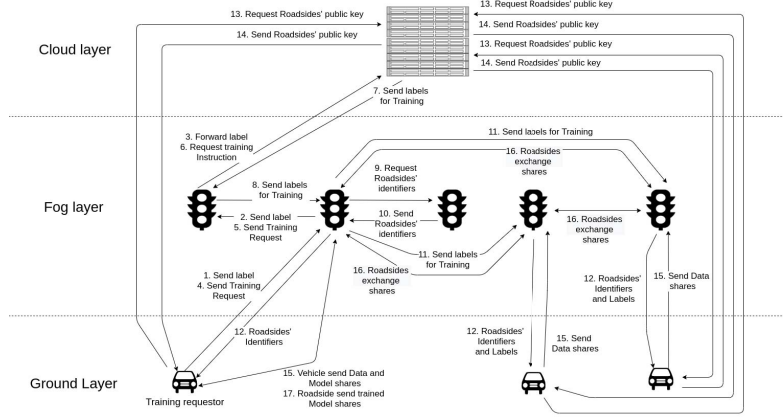 13. Request Roadsides' public key
13. Request Roadsides' public key
14. Send Roadsides' public key
14. Send Roadsides' public key
13. Request Roadsides' public key
Cloud layer
14. Send Roadsides' public key
7. Send labels
for Training
3. Forward label
6. Request training
Instruction
11. Send labels for Training
16. Roadsides
exchange
shares
9. Request
Roadsides'
identifiers
8. Send labels
for Training
Fog layer
2. Send label
5. Send Training
Request
10. Send
Roadsides'
identifiers
16. Roadsides
exchange
shares
11. Send labels
for Training
1. Send label
4. Send Training
Request
16. Roadsides
exchange
shares
12. Roadsides'
Identifiers
and Labels
15. Send Data
shares
12. Roadsides'
Identifiers
12. Roadsides'
Identifiers
and Labels
15. Send
Data shares
Ground Layer
15. Vehicle send Data and
Model shares
17. Roadside send trained
Model shares
Training requestor